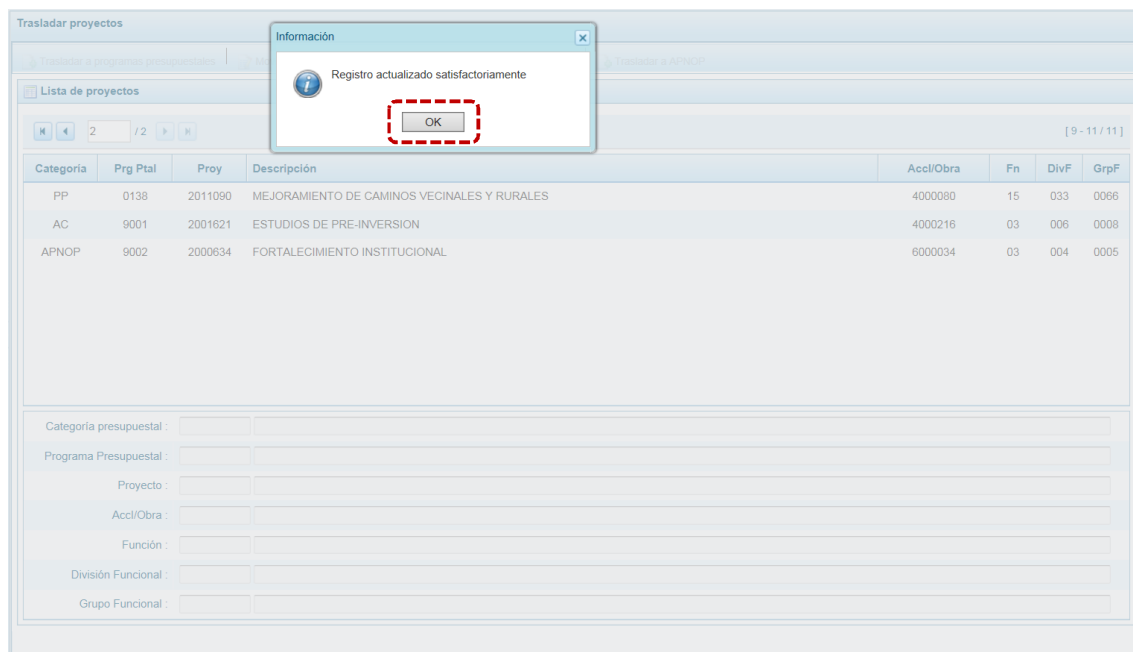 Trasladar proyectos
Información
Trasladar a programas presupuestales
Trasladar a APNOP
Registro actualizado satisfactoriamente
OK
Lista de proyectos
2 / 2 [ 9 - 11 / 11 ]
Categoría Prg Ptal Proy Descripción AccI/Obra Fn DivF GrpF
PP 0138 2011090 MEJORAMIENTO DE CAMINOS VECINALES Y RURALES 4000080 15 033 0066
AC 9001 2001621 ESTUDIOS DE PRE-INVERSION 4000216 03 006 0008
APNOP 9002 2000634 FORTALECIMIENTO INSTITUCIONAL 6000034 03 004 0005
Categoría presupuestal :
Programa Presupuestal :
Proyecto :
AccI/Obra :
Función :
División Funcional :
Grupo Funcional :